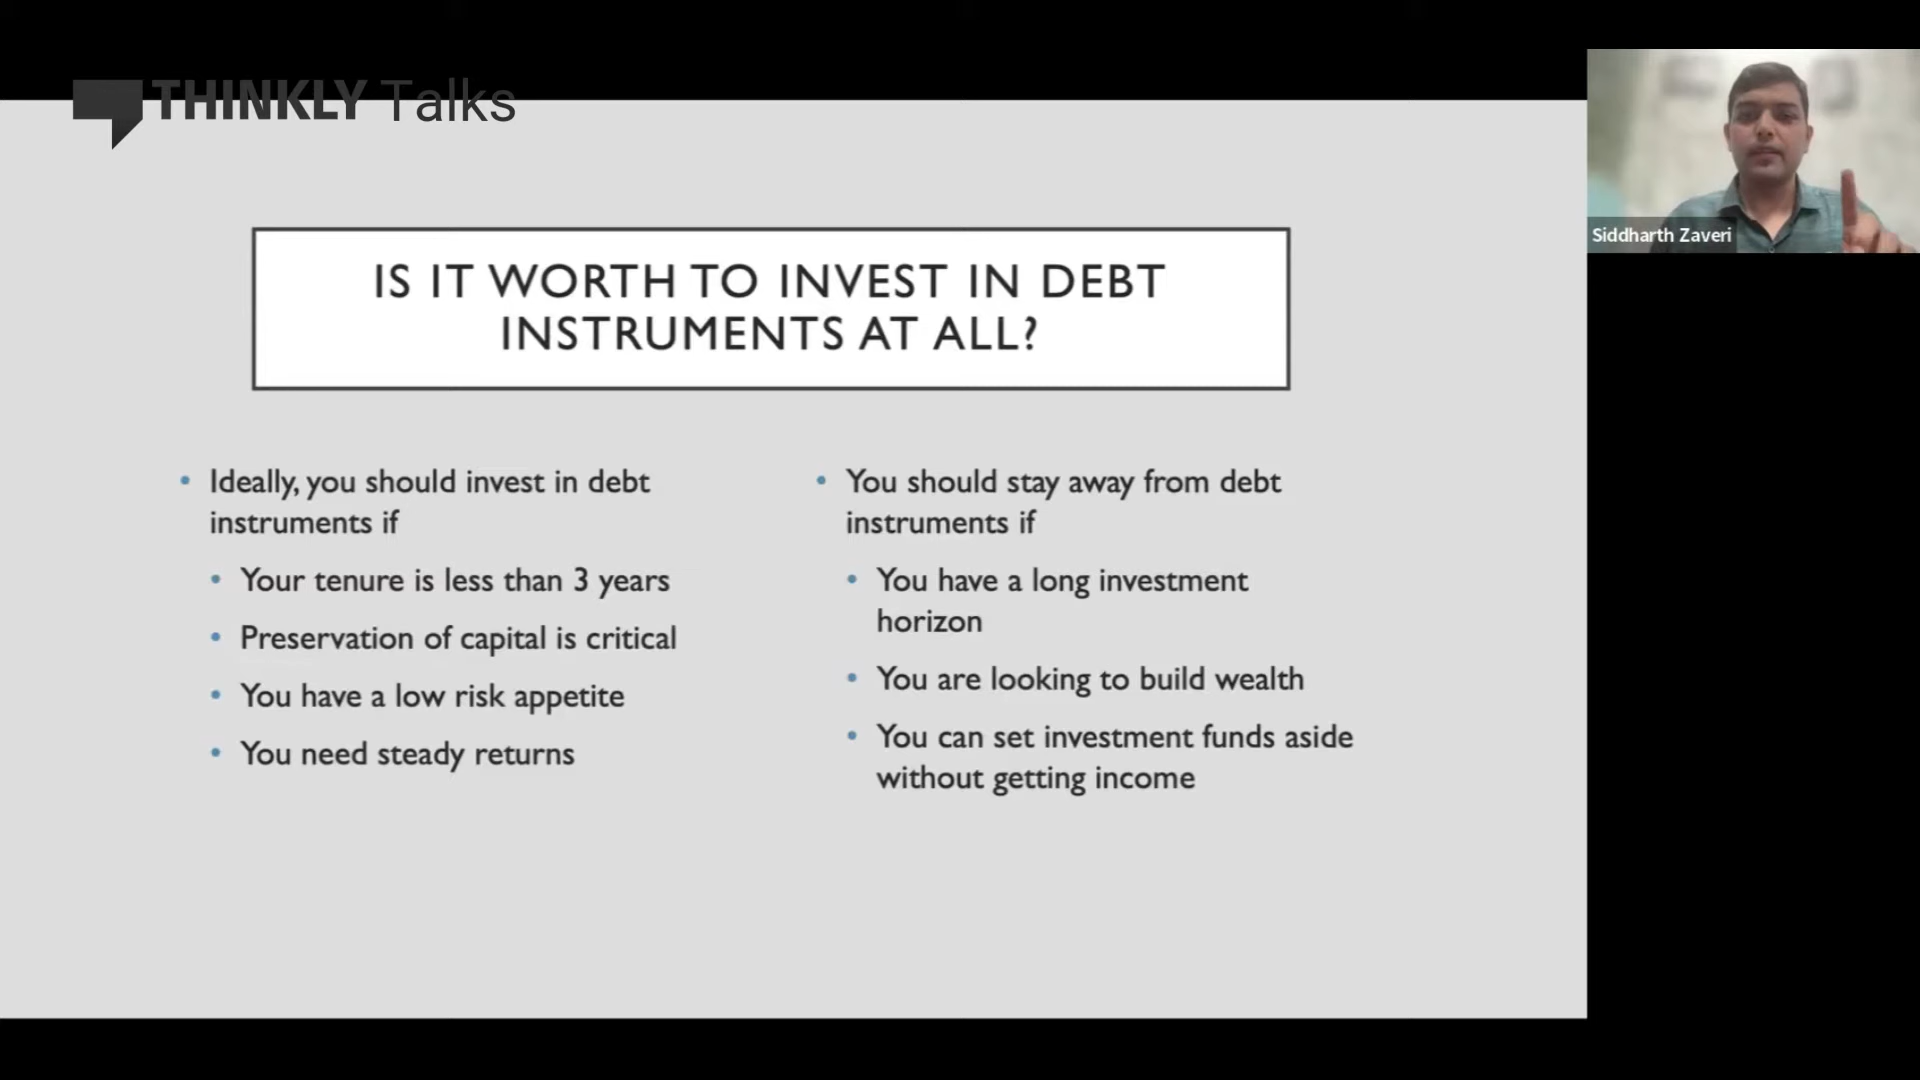 THINKLY Talks
Siddharth Zaveri
IS IT WORTH TO INVEST IN DEBT
INSTRUMENTS AT ALL?
• Ideally, you should invest in debt
instruments if
• Your tenure is less than 3 years
• Preservation of capital is critical
• You have a low risk appetite
• You need steady returns
• You should stay away from debt
instruments if
• You have a long investment
horizon
• You are looking to build wealth
• You can set investment funds aside
without getting income